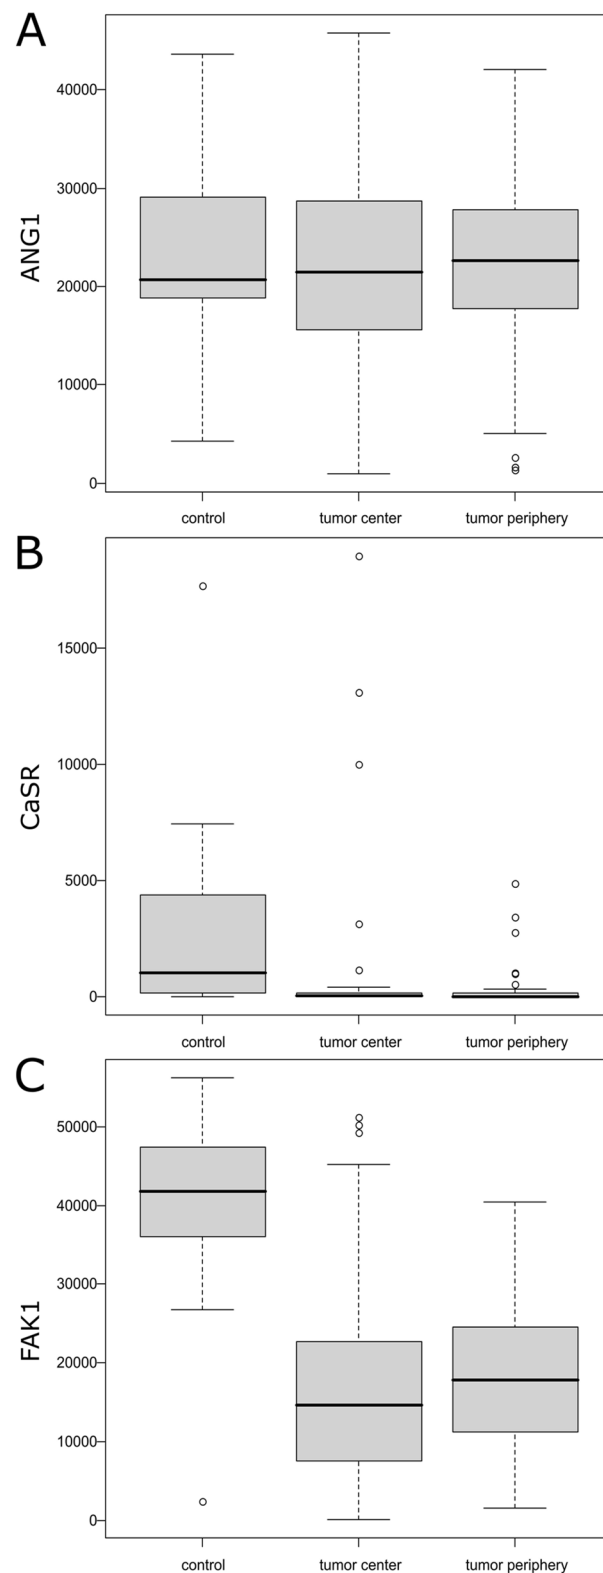 A
ANG1
40000
30000
20000
10000
0
control tumor center tumor periphery
B
CaSR
15000
10000
5000
0
control tumor center tumor periphery
C
FAK1
50000
40000
30000
20000
10000
0
control tumor center tumor periphery